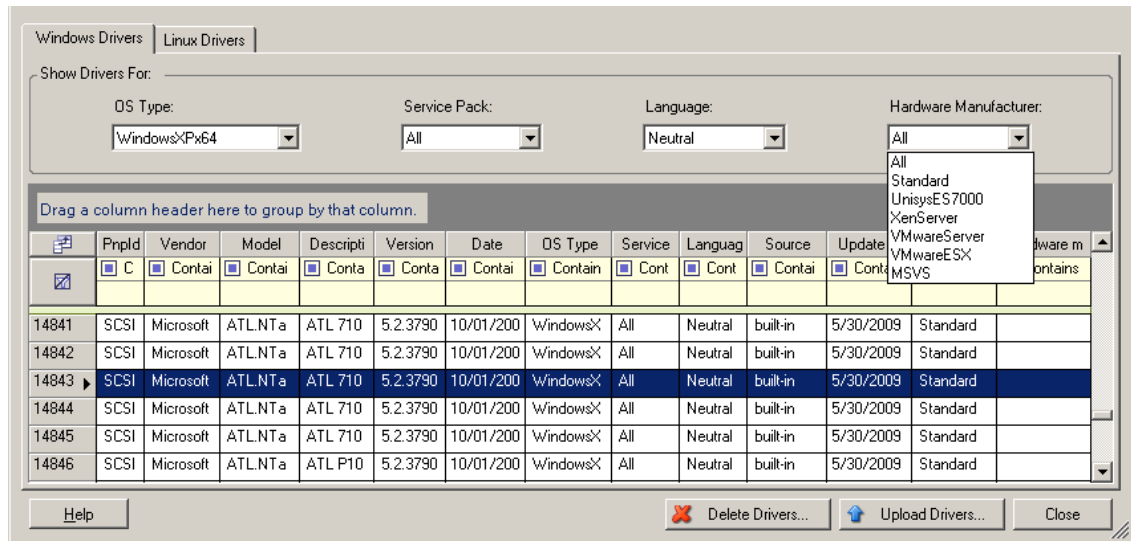 Windows Drivers Linux Drivers
Show Drivers For:
OS Type: Service Pack: Language: Hardware Manufacturer:
WindowsXPx64 All Neutral All
All
Standard
UnisysES7000
XenServer
VMwareServer
VMwareESX
MSVS
Drag a column header here to group by that column.
PnpId Vendor Model Descripti Version Date OS Type Service Languag Source Update dware m
C Contai Contai Conta Conta Contai Contain Cont Cont Contai Conta ontains
14841 SCSI Microsoft ATL.NTa ATL 710 5.2.3790 10/01/200 WindowsX All Neutral built-in 5/30/2009 Standard
14842 SCSI Microsoft ATL.NTa ATL 710 5.2.3790 10/01/200 WindowsX All Neutral built-in 5/30/2009 Standard
14843 SCSI Microsoft ATL.NTa ATL 710 5.2.3790 10/01/200 WindowsX All Neutral built-in 5/30/2009 Standard
14844 SCSI Microsoft ATL.NTa ATL 710 5.2.3790 10/01/200 WindowsX All Neutral built-in 5/30/2009 Standard
14845 SCSI Microsoft ATL.NTa ATL 710 5.2.3790 10/01/200 WindowsX All Neutral built-in 5/30/2009 Standard
14846 SCSI Microsoft ATL.NTa ATL P10 5.2.3790 10/01/200 WindowsX All Neutral built-in 5/30/2009 Standard
Help Delete Drivers... Upload Drivers... Close